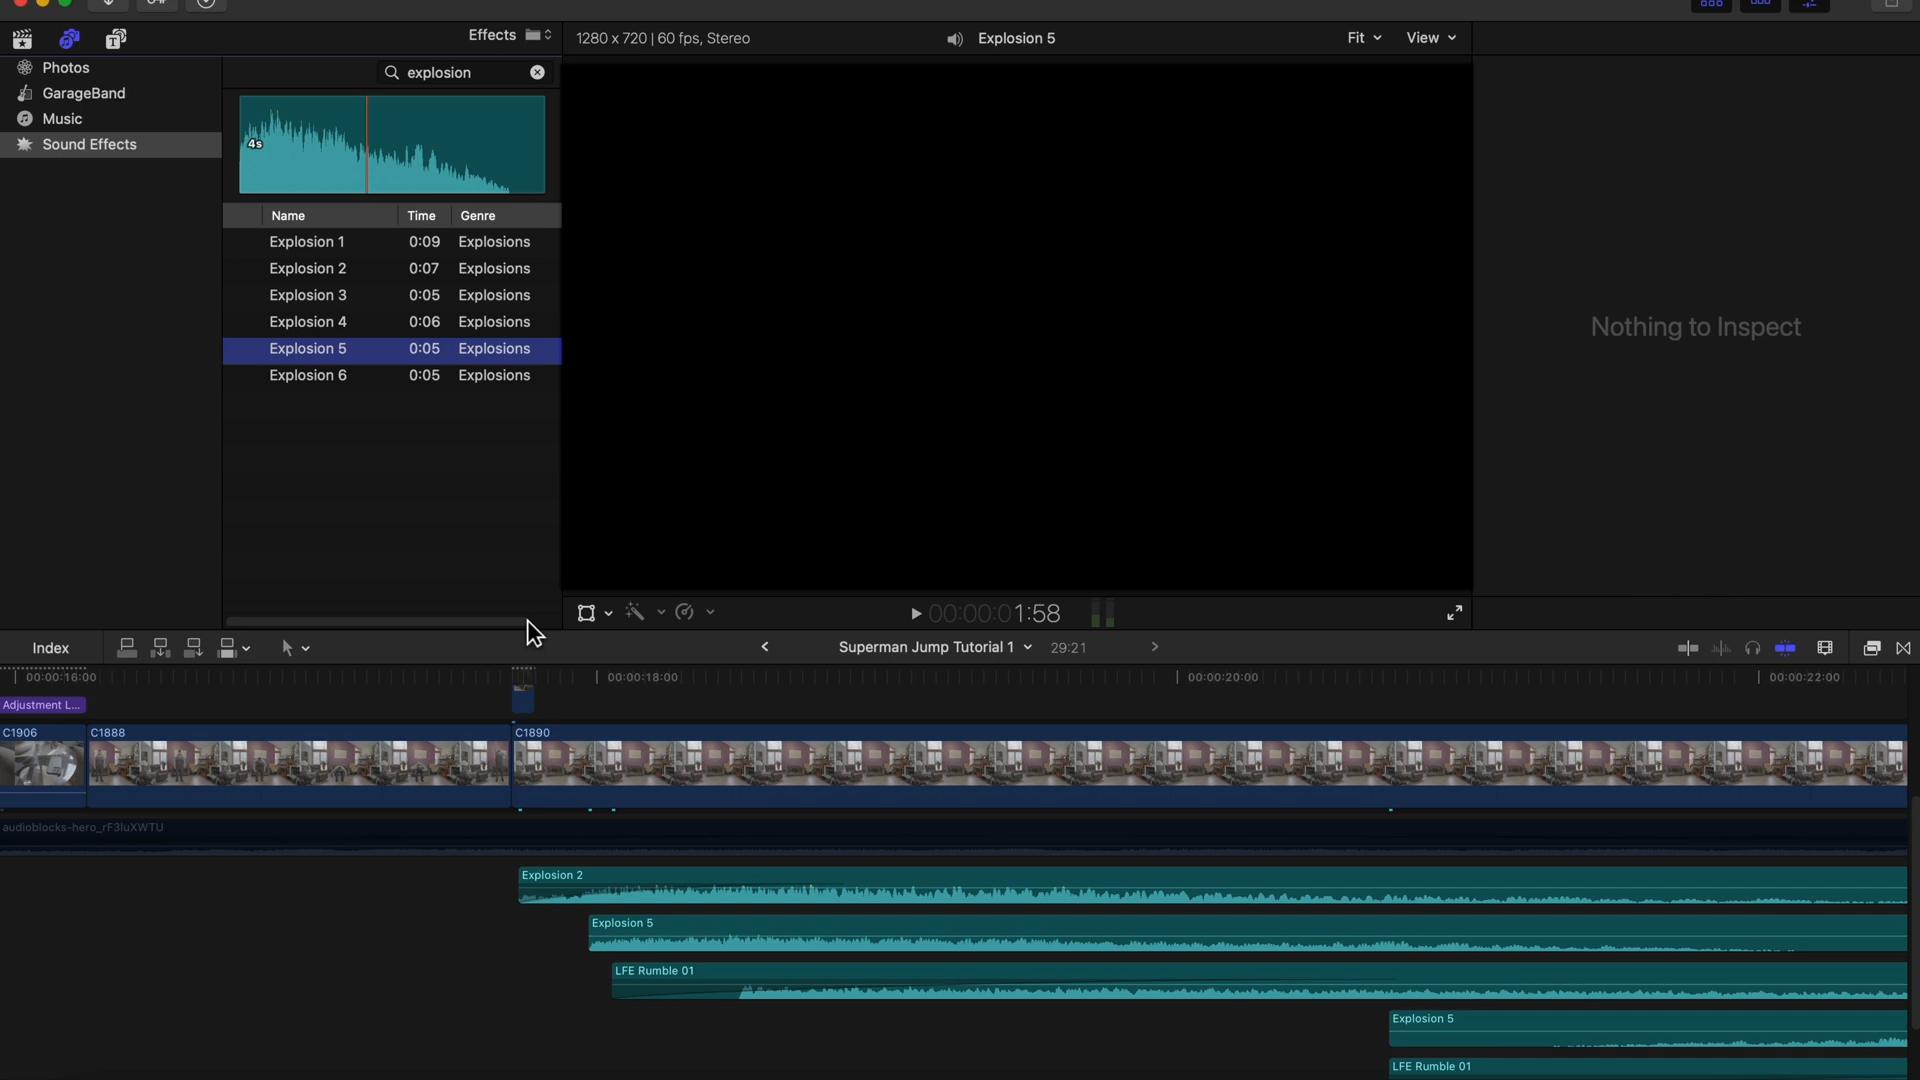 Effects
1280 x 720 | 60 fps, Stereo
Explosion 5
Fit
View
Photos
GarageBand
Music
Sound Effects
explosion
4s
Name Time Genre
Explosion 1 0:09 Explosions
Explosion 2 0:07 Explosions
Explosion 3 0:05 Explosions
Explosion 4 0:06 Explosions
Explosion 5 0:05 Explosions
Explosion 6 0:05 Explosions
Nothing to Inspect
00:00:01:58
Index
Superman Jump Tutorial 1
29:21
00:00:16:00
00:00:18:00
00:00:20:00
00:00:22:00
Adjustment L...
C1906
C1888
C1890
audioblocks-hero_rF3luXWTU
Explosion 2
Explosion 5
LFE Rumble 01
Explosion 5
LFE Rumble 01